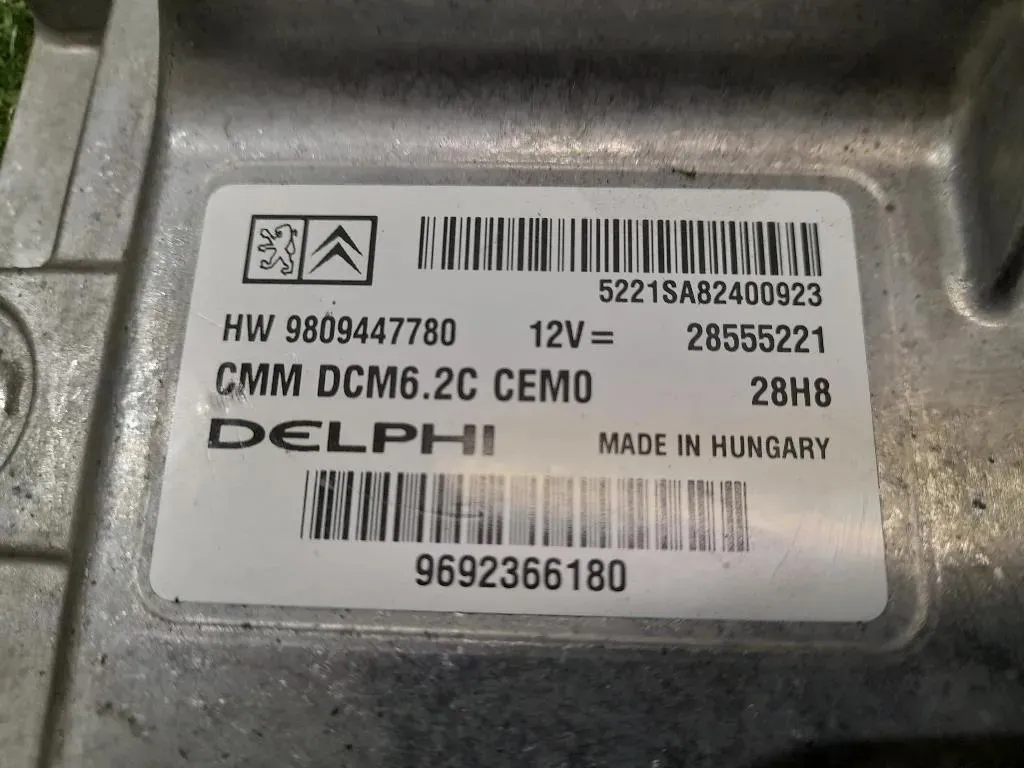 5221SA82400923
HW 9809447780 12V= 28555221
CMM DCM6.2C CEM0 28H8
DELPHI MADE IN HUNGARY
9692366180